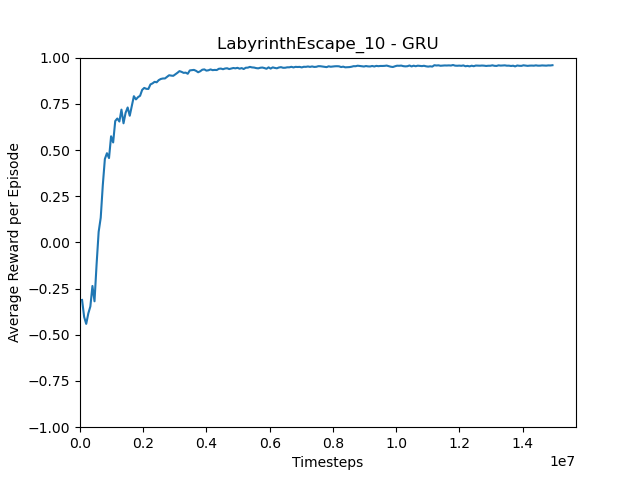 LabyrinthEscape_10 - GRU
Average Reward per Episode
1.00
0.75
0.50
0.25
0.00
−0.25
−0.50
−0.75
−1.00
0.0 0.2 0.4 0.6 0.8 1.0 1.2 1.4
1e7
Timesteps